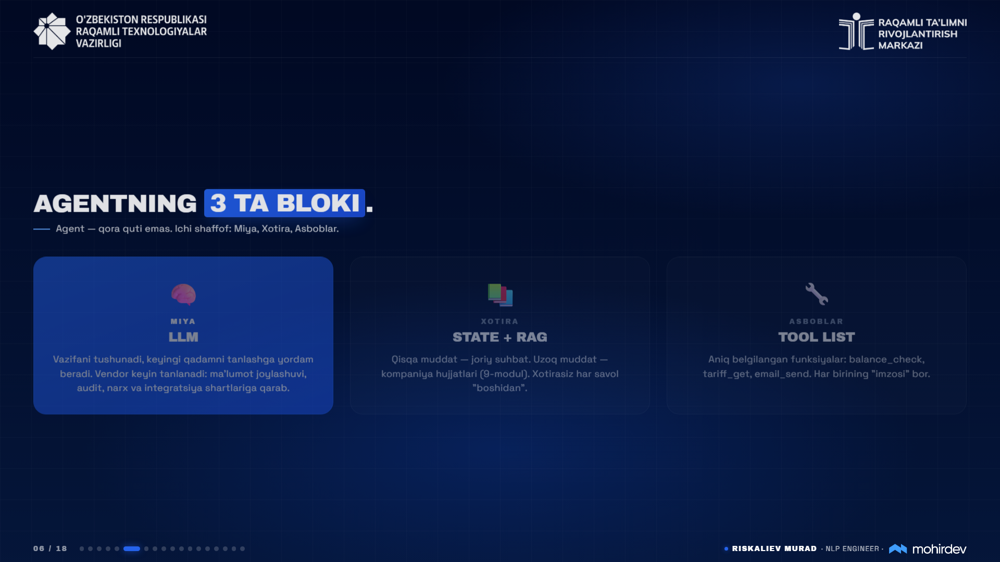 O'ZBEKISTON RESPUBLIKASI
RAQAMLI TEXNOLOGIYALAR
VAZIRLIGI
RAQAMLI TA'LIMNI
RIVOJLANTIRISH
MARKAZI
AGENTNING 3 TA BLOKI.
Agent — qora quti emas. Ichi shaffof: Miya, Xotira, Asboblar.
MIYA
LLM
Vazifani tushunadi, keyingi qadamni tanlashga yordam
beradi. Vendor keyin tanlanadi: ma'lumot joylashuvi,
audit, narx va integratsiya shartlariga qarab.
XOTIRA
STATE + RAG
Qisqa muddat — joriy suhbat. Uzoq muddat —
kompaniya hujjatlari (9-modul). Xotirasiz har savol
"boshidan".
ASBOBLAR
TOOL LIST
Aniq belgilangan funksiyalar: balance_check,
tariff_get, email_send. Har birining "imzosi" bor.
06 / 18
RISKALIEV MURAD · NLP ENGINEER · mohirdev